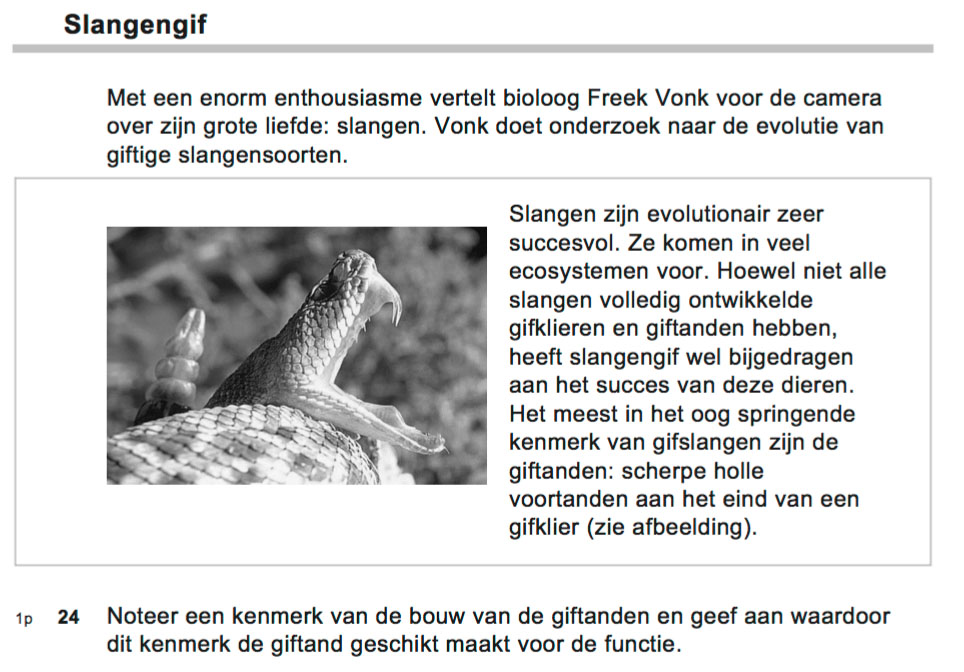 Slangengif
Met een enorm enthousiasme vertelt bioloog Freek Vonk voor de camera
over zijn grote liefde: slangen. Vonk doet onderzoek naar de evolutie van
giftige slangensoorten.
Slangen zijn evolutionair zeer
succesvol. Ze komen in veel
ecosystemen voor. Hoewel niet alle
slangen volledig ontwikkelde
gifklieren en giftanden hebben,
heeft slangengif wel bijgedragen
aan het succes van deze dieren.
Het meest in het oog springende
kenmerk van gifslangen zijn de
giftanden: scherpe holle
voortanden aan het eind van een
gifklier (zie afbeelding).
1p 24 Noteer een kenmerk van de bouw van de giftanden en geef aan waardoor
dit kenmerk de giftand geschikt maakt voor de functie.